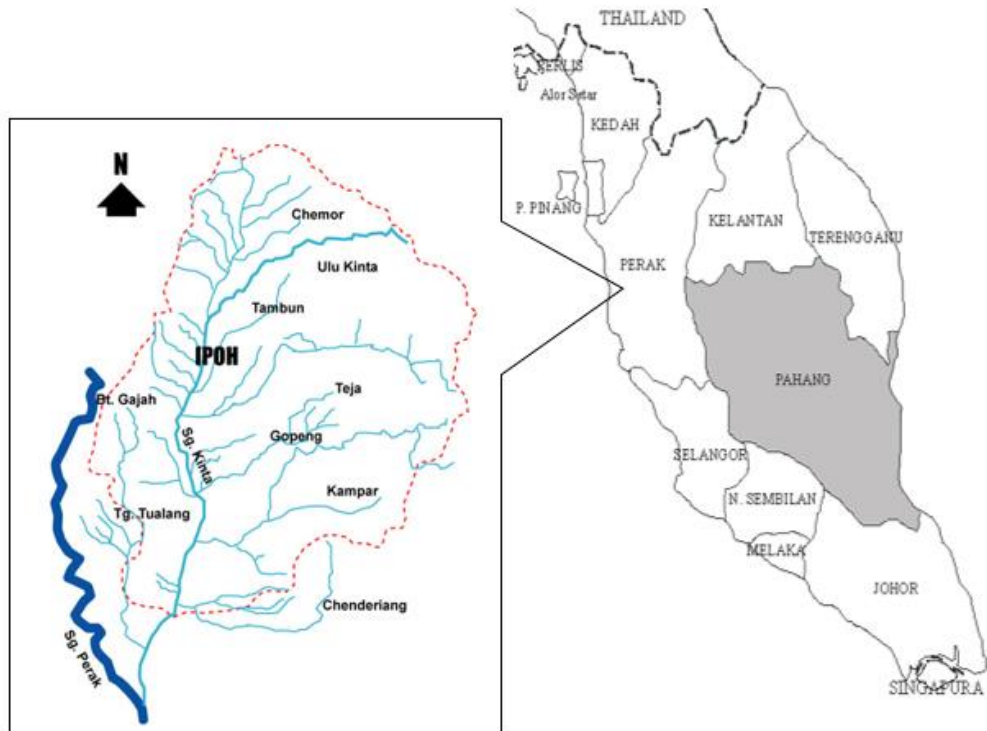 THAILAND
KERLIS
Alor Setar
KEDAH
P. PINANG
KELANTAN
TERENGGANU
PERAK
PAHANG
SELANGOR
N. SEMBILAN
MELAKA
JOHOR
SINGAPURA
N
Chemor
Ulu Kinta
Tambun
IPOH
Teja
Bt. Gajah
Gopeng
Sg. Kinta
Kampar
Tg. Tualang
Chenderiang
Sg. Perak